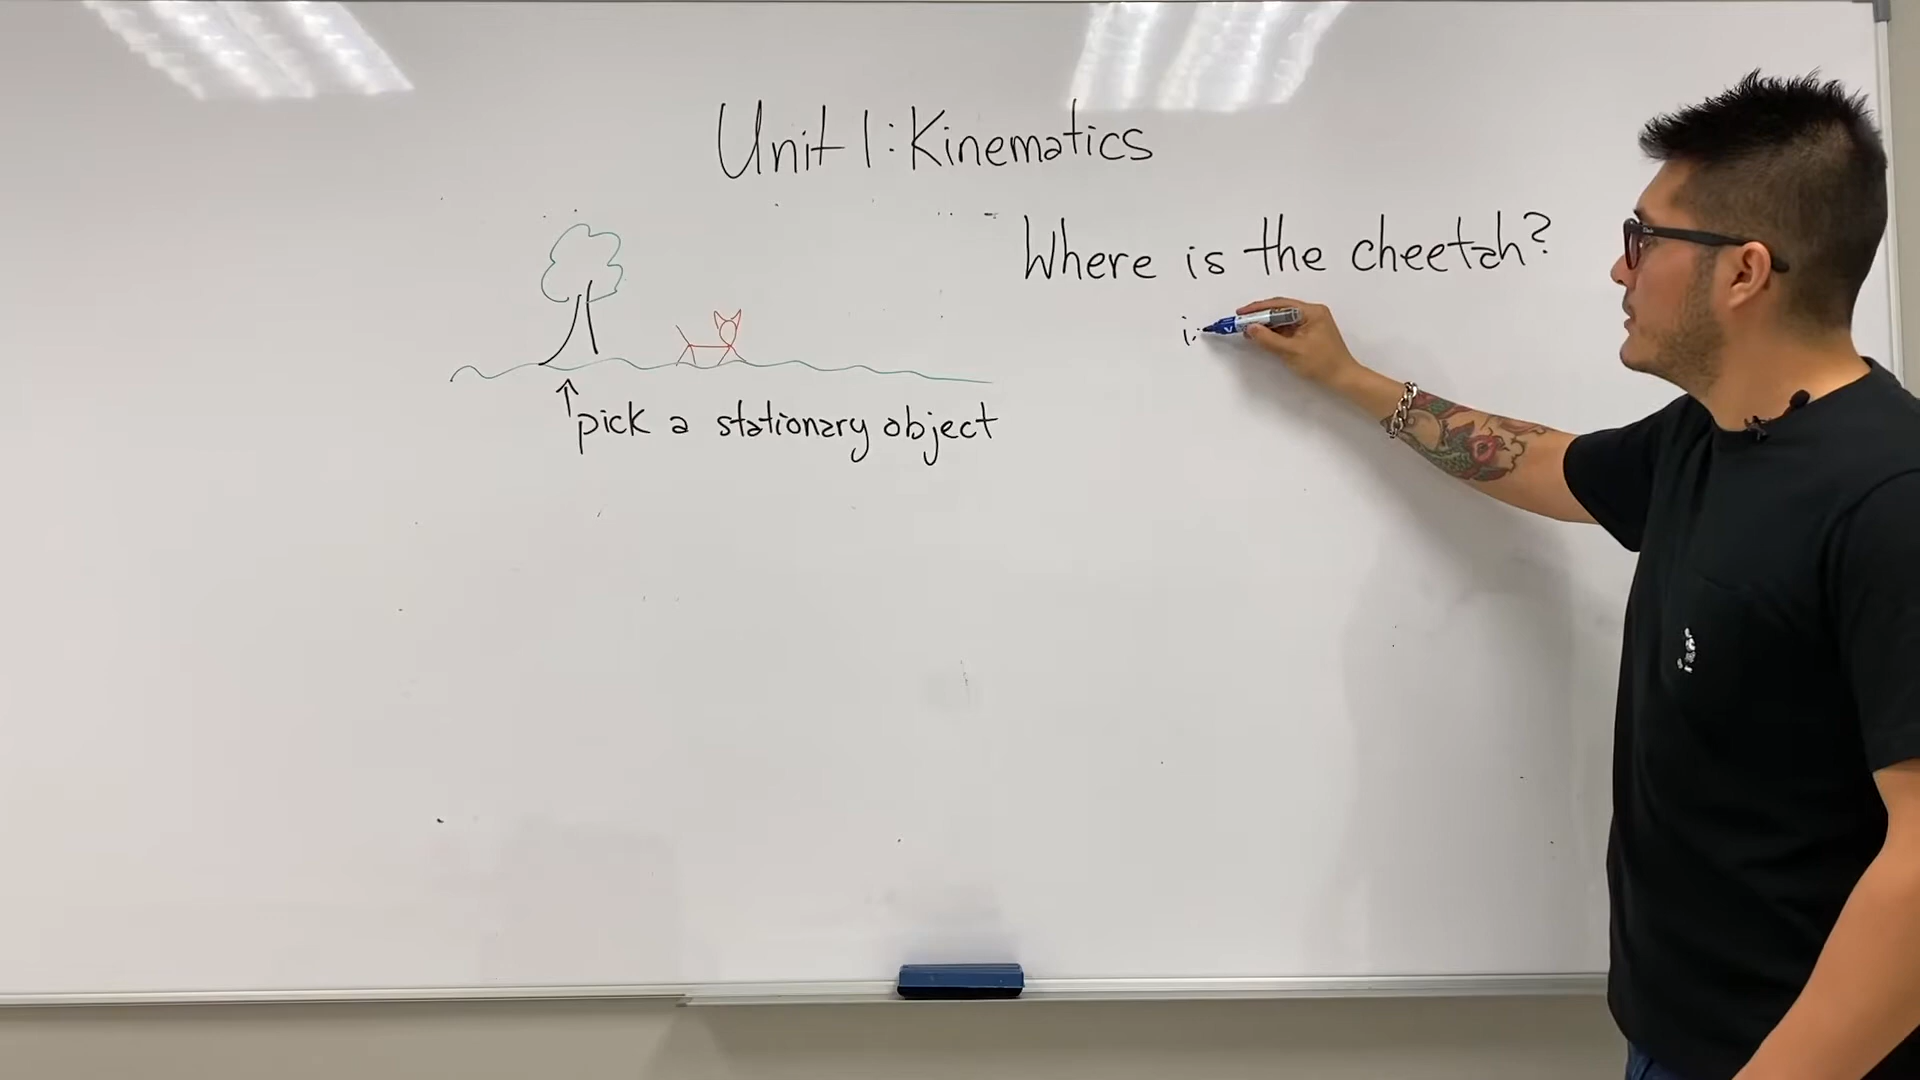 Unit 1: Kinematics
Where is the cheetah?
pick a stationary object